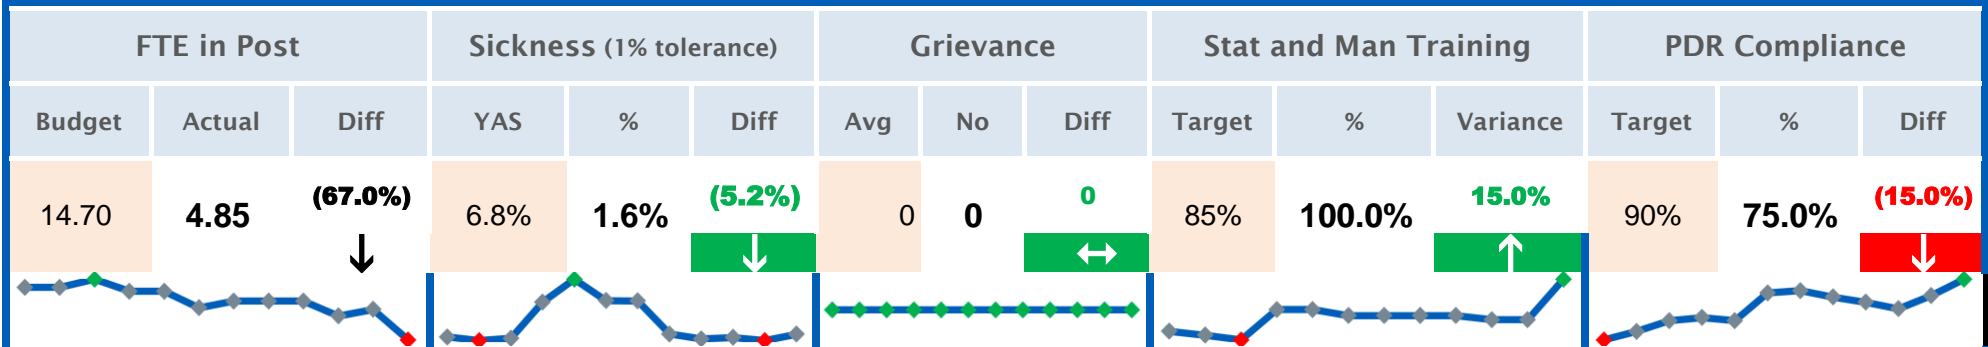 FTE in Post Sickness (1% tolerance) Grievance Stat and Man Training PDR Compliance
Budget Actual Diff YAS % Diff Avg No Diff Target % Variance Target % Diff
14.70 4.85 (67.0%) 6.8% 1.6% (5.2%) 0 0 0 85% 100.0% 15.0% 90% 75.0% (15.0%)